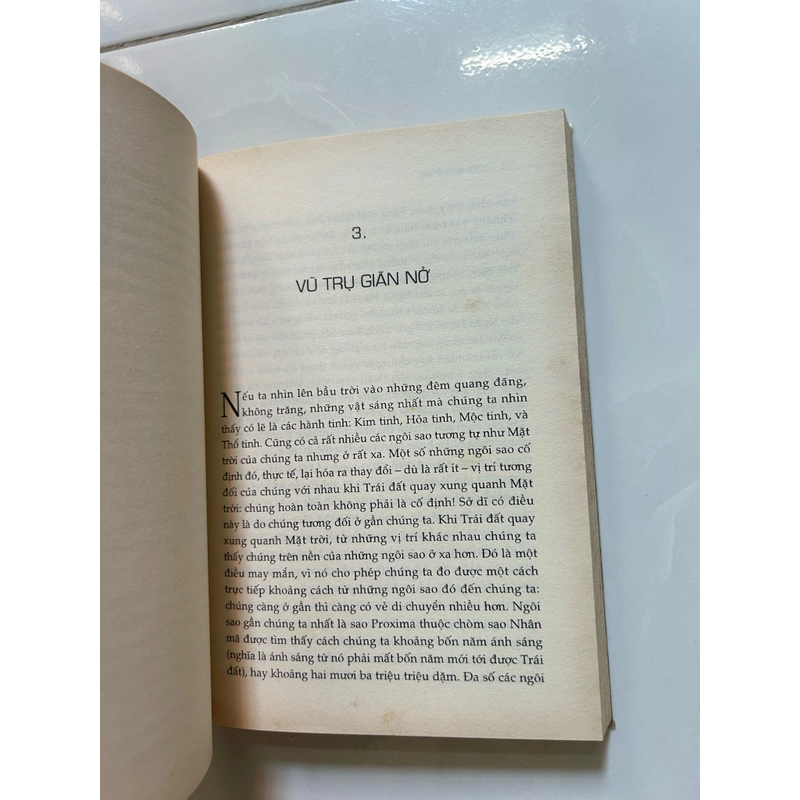 3.
VŨ TRỤ GIÃN NỞ
Nếu ta nhìn lên bầu trời vào những đêm quang đãng,
không trăng, những vật sáng nhất mà chúng ta nhìn
thấy có lẽ là các hành tinh: Kim tinh, Hỏa tinh, Mộc tinh, và
Thổ tinh. Cũng có cả rất nhiều các ngôi sao tương tự như Mặt
trời của chúng ta nhưng ở rất xa. Một số những ngôi sao cố
định đó, thực tế, lại hóa ra thay đổi – dù là rất ít – vị trí tương
đối của chúng với nhau khi Trái đất quay xung quanh Mặt
trời: chúng hoàn toàn không phải là cố định! Sở dĩ có điều
này là do chúng tương đối ở gần chúng ta. Khi Trái đất quay
xung quanh Mặt trời, từ những vị trí khác nhau chúng ta
thấy chúng trên nền của những ngôi sao ở xa hơn. Đó là một
điều may mắn, vì nó cho phép chúng ta đo được một cách
trực tiếp khoảng cách từ những ngôi sao đó đến chúng ta:
chúng càng ở gần thì càng có vẻ di chuyển nhiều hơn. Ngôi
sao gần chúng ta nhất là sao Proxima thuộc chòm sao Nhân
mã được tìm thấy cách chúng ta khoảng bốn năm ánh sáng
(nghĩa là ánh sáng từ nó phải mất bốn năm mới tới được Trái
đất), hay khoảng hai mươi ba triệu triệu dặm. Đa số các ngôi